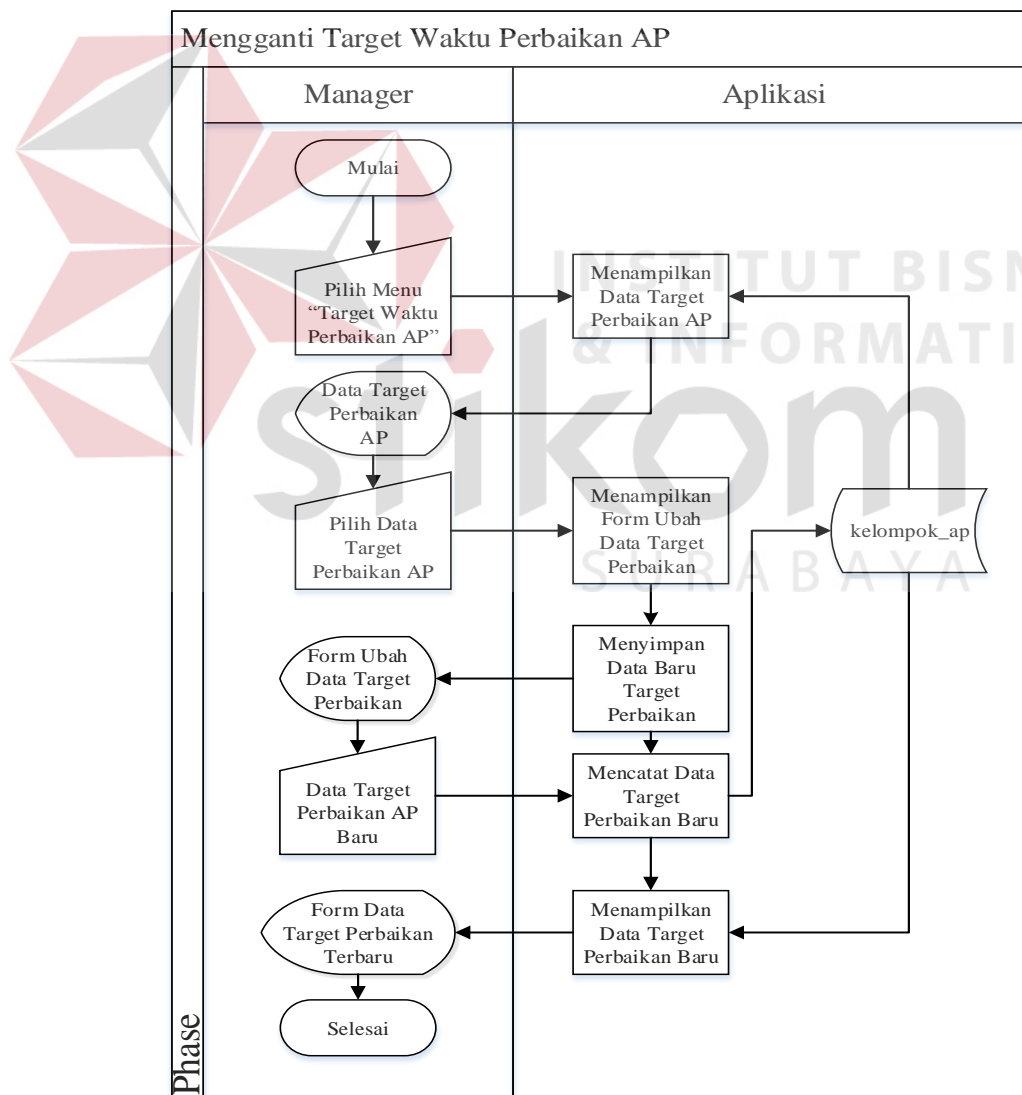 Mengganti Target Waktu Perbaikan AP
Manager
Aplikasi
Mulai
Pilih Menu
“Target Waktu
Perbaikan AP”
Menampilkan
Data Target
Perbaikan AP
Data Target
Perbaikan
AP
Pilih Data
Target
Perbaikan AP
Menampilkan
Form Ubah
Data Target
Perbaikan
kelompok_ap
Form Ubah
Data Target
Perbaikan
Menyimpan
Data Baru
Target
Perbaikan
Data Target
Perbaikan AP
Baru
Mencatat Data
Target
Perbaikan Baru
Form Data
Target Perbaikan
Terbaru
Menampilkan
Data Target
Perbaikan Baru
Selesai
Phase
INSTITUT BISN
& INFORMATI
stikom
SURABAYA